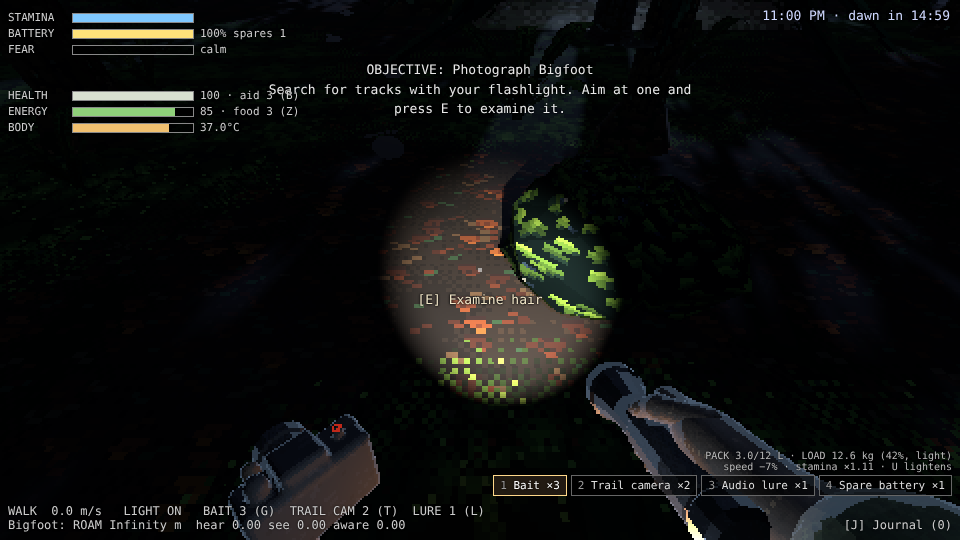 STAMINA
BATTERY 100% spares 1
FEAR calm
11:00 PM · dawn in 14:59
OBJECTIVE: Photograph Bigfoot
Search for tracks with your flashlight. Aim at one and
press E to examine it.
HEALTH 100 · aid 3 (B)
ENERGY 85 · food 3 (Z)
BODY 37.0°C
[E] Examine hair
PACK 3.0/12 L · LOAD 12.6 kg (42%, light)
speed −7% · stamina ×1.11 · U lightens
1 Bait ×3 2 Trail camera ×2 3 Audio lure ×1 4 Spare battery ×1
WALK 0.0 m/s LIGHT ON BAIT 3 (G) TRAIL CAM 2 (T) LURE 1 (L)
Bigfoot: ROAM Infinity m hear 0.00 see 0.00 aware 0.00
[J] Journal (0)